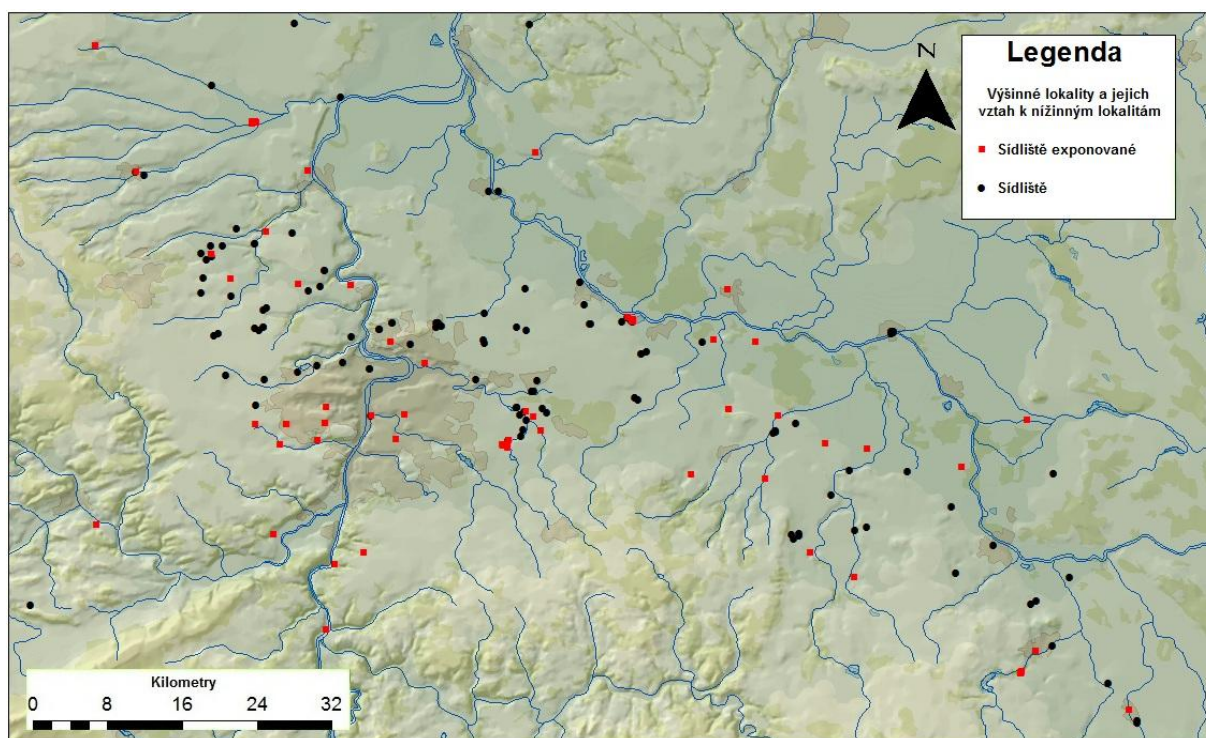 N
Legenda
Výšinné lokality a jejich
vztah k nížinným lokalitám
Sídliště exponované
Sídliště
Kilometry
0 8 16 24 32